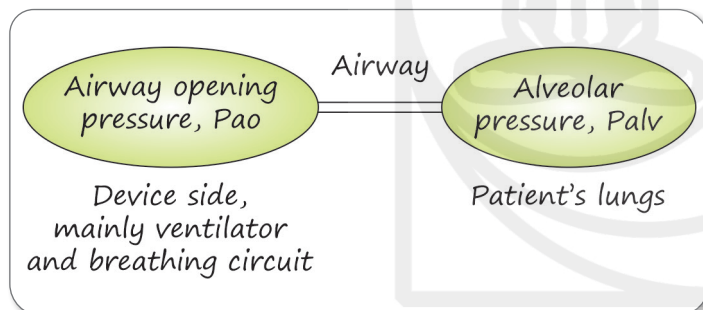 Airway opening
pressure, Pao
Airway
Alveolar
pressure, Palv
Device side,
mainly ventilator
and breathing circuit
Patient's lungs